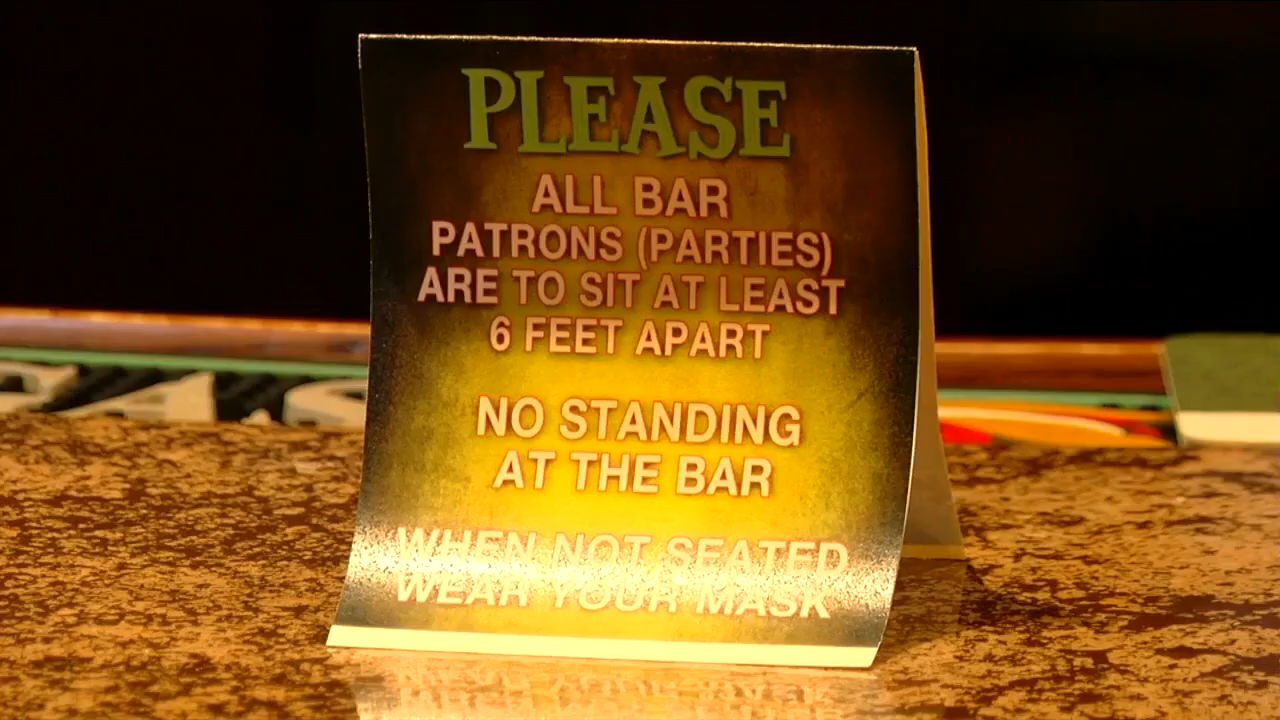 PLEASE
ALL BAR
PATRONS (PARTIES)
ARE TO SIT AT LEAST
6 FEET APART
NO STANDING
AT THE BAR
WHEN NOT SEATED
WEAR YOUR MASK